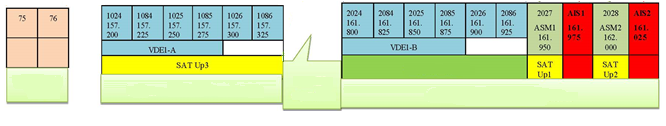 75 76
1024 1084 1025 1085 1026 1086
157. 157. 157. 157. 157. 157.
200 225 250 275 300 325
VDE1-A
SAT Up3
2024 2084 2025 2085 2026 2086 2027 AIS1 2028 AIS2
161. 161. 161. 161. 161. 161. ASM1 161. ASM2 162.
800 825 850 875 900 925 161. 975 162. 025
950 000
VDE1-B
SAT SAT
Up1 Up2